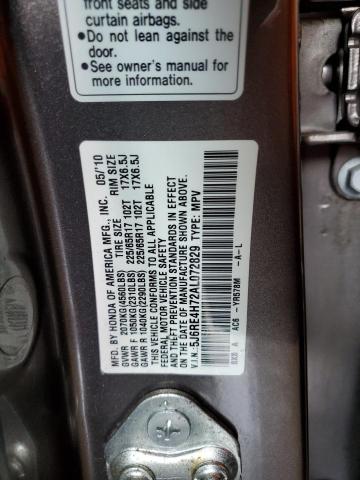 front seats and side
curtain airbags.
•Do not lean against the
door.
•See owner's manual for
more information.
MFD. BY HONDA OF AMERICA MFG., INC. 05/'10
TIRE SIZE RIM SIZE
GVWR 2070KG(4560LBS) 225/65R17 102T 17X6.5J
GAWR F 1050KG(2310LBS) 225/65R17 102T 17X6.5J
GAWR R 1040KG(2290LBS)
THIS VEHICLE CONFORMS TO ALL APPLICABLE
FEDERAL MOTOR VEHICLE SAFETY
AND THEFT PREVENTION STANDARDS IN EFFECT
ON THE DATE OF MANUFACTURE SHOWN ABOVE.
V.I.N.:5J6RE4H72AL072829 TYPE: MPV
A AC6 - YR578M - A-L